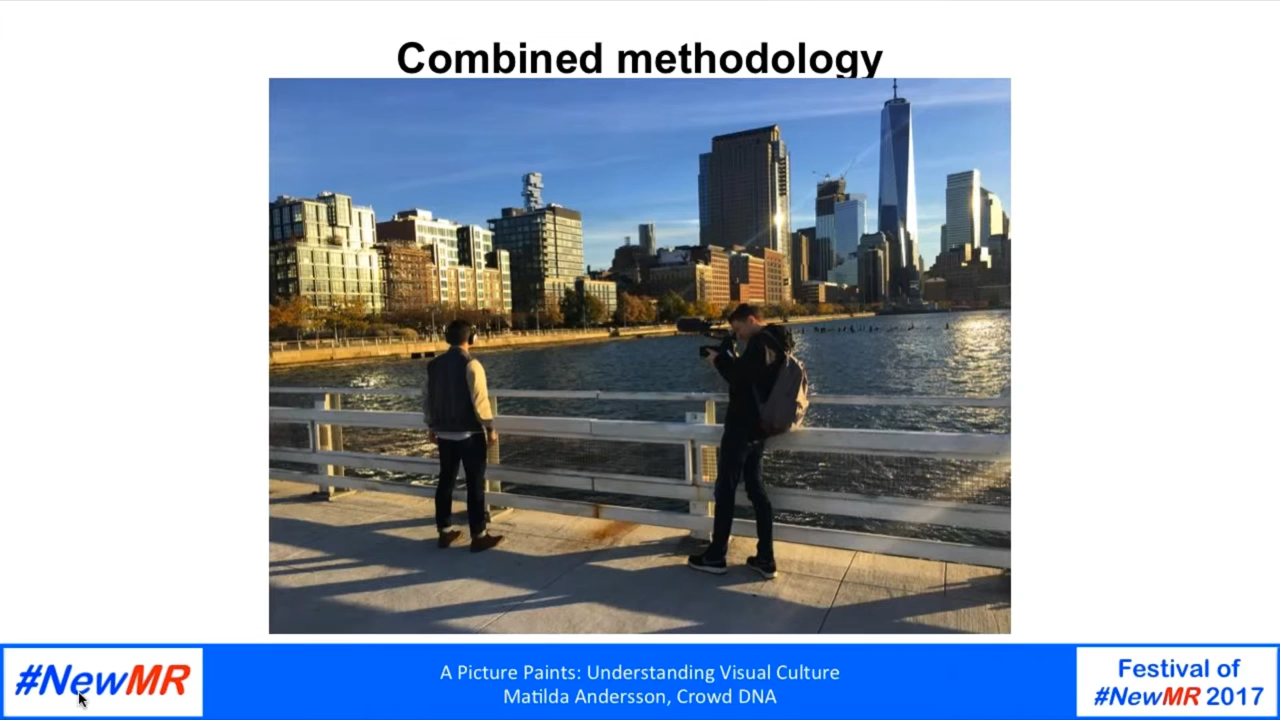 Combined methodology
#NewMR
A Picture Paints: Understanding Visual Culture
Matilda Andersson, Crowd DNA
Festival of
#NewMR 2017